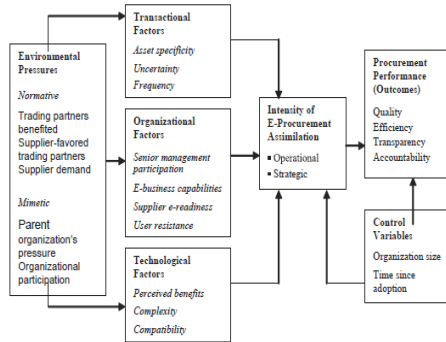 Environmental
Pressures
Normative
Trading partners
benefited
Supplier-favored
trading partners
Supplier demand
Mimetic
Parent
organization's
pressure
Organizational
participation
Transactional
Factors
Asset specificity
Uncertainty
Frequency
Organizational
Factors
Senior management
participation
E-business capabilities
Supplier e-readiness
User resistance
Technological
Factors
Perceived benefits
Complexity
Compatibility
Intensity of
E-Procurement
Assimilation
▪ Operational
▪ Strategic
Procurement
Performance
(Outcomes)
Quality
Efficiency
Transparency
Accountability
Control
Variables
Organization size
Time since
adoption